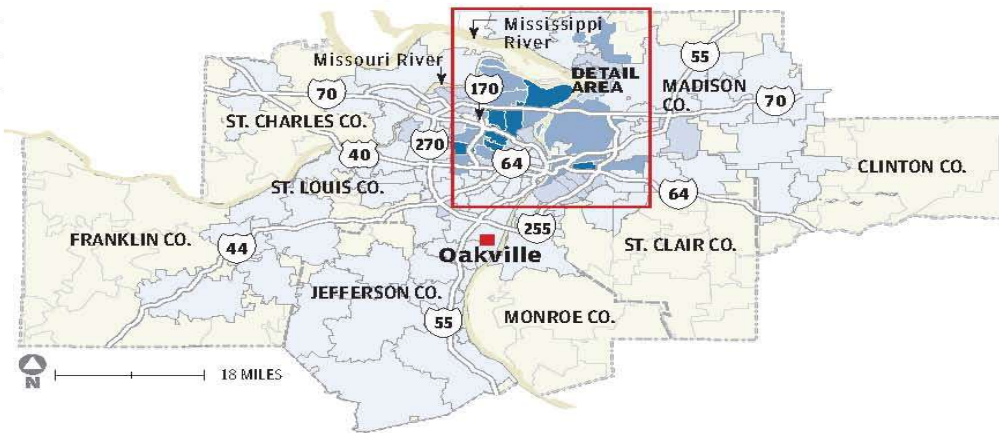 Mississippi
River
Missouri River
DETAIL
AREA
55
170
MADISON
CO.
70
70
ST. CHARLES CO.
270
40
64
CLINTON CO.
ST. LOUIS CO.
64
FRANKLIN CO.
44
255
ST. CLAIR CO.
Oakville
JEFFERSON CO.
55
MONROE CO.
N
18 MILES